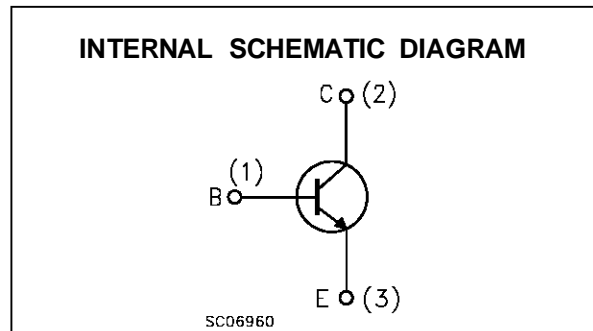 INTERNAL SCHEMATIC DIAGRAM
C (2)
(1)
B
E (3)
SC06960